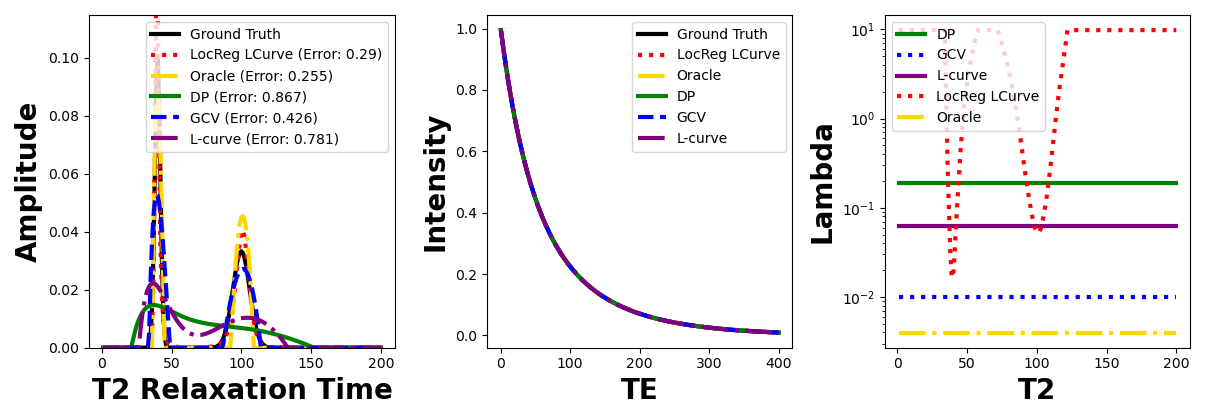 Amplitude
0.10
0.08
0.06
0.04
0.02
0.00
0
50
100
150
200
T2 Relaxation Time
Ground Truth
LocReg LCurve (Error: 0.29)
Oracle (Error: 0.255)
DP (Error: 0.867)
GCV (Error: 0.426)
L-curve (Error: 0.781)
Intensity
1.0
0.8
0.6
0.4
0.2
0.0
0
100
200
300
400
TE
Ground Truth
LocReg LCurve
Oracle
DP
GCV
L-curve
Lambda
10¹
10⁰
10⁻¹
10⁻²
0
50
100
150
200
T2
DP
GCV
L-curve
LocReg LCurve
Oracle